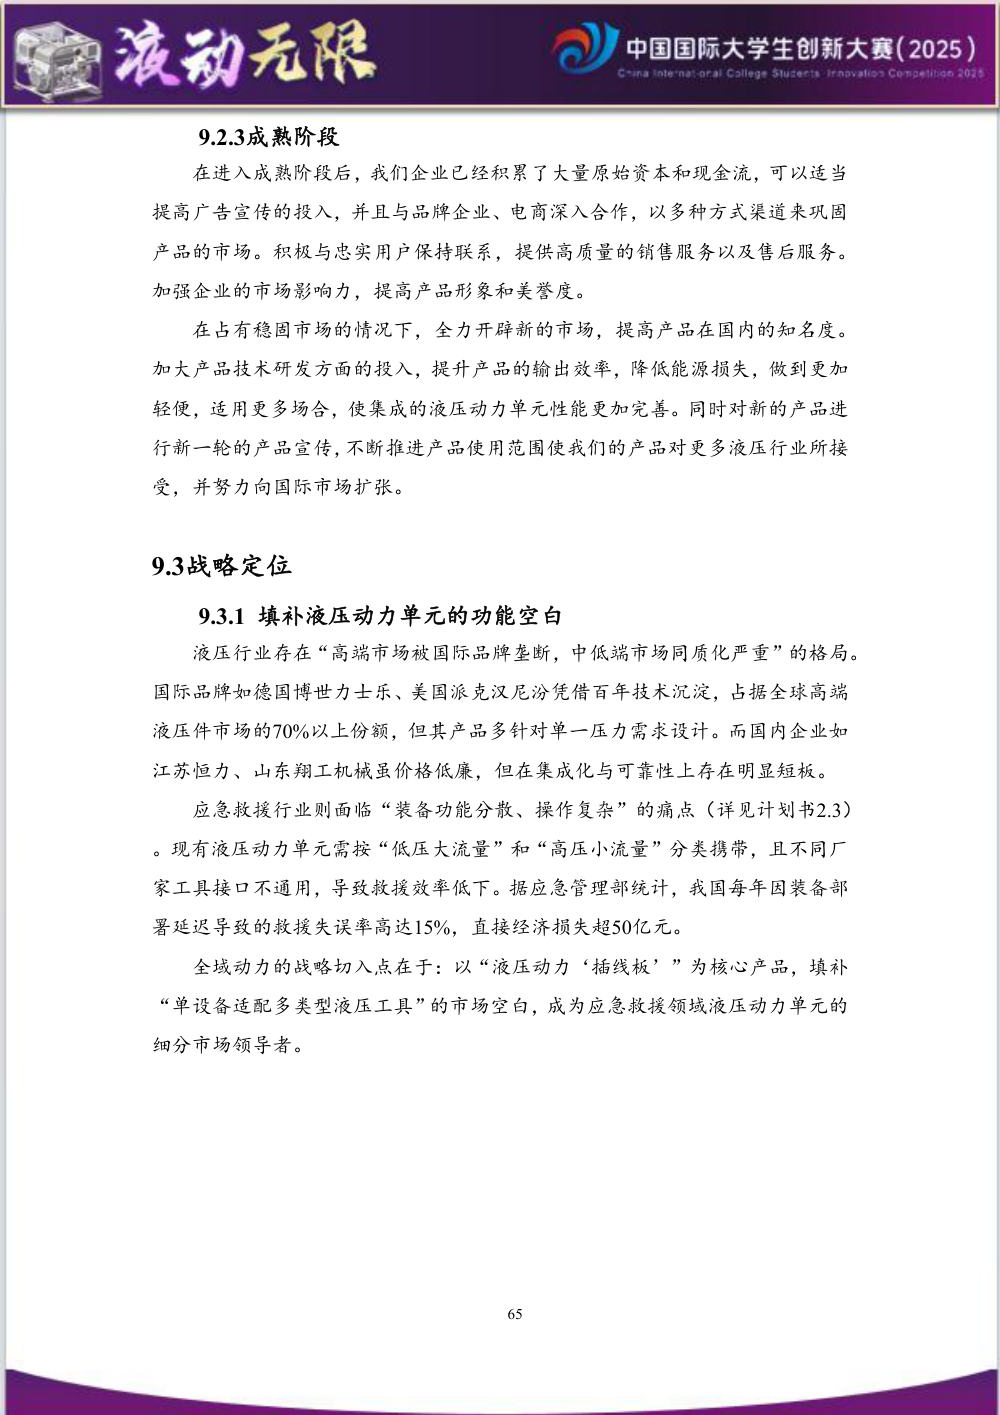 液动无限
中国国际大学生创新大赛(2025)
China International College Students' Innovation Competition 2025
9.2.3成熟阶段
在进入成熟阶段后，我们企业已经积累了大量原始资本和现金流，可以适当
提高广告宣传的投入，并且与品牌企业、电商深入合作，以多种方式渠道来巩固
产品的市场。积极与忠实用户保持联系，提供高质量的销售服务以及售后服务。
加强企业的市场影响力，提高产品形象和美誉度。
在占有稳固市场的情况下，全力开辟新的市场，提高产品在国内的知名度。
加大产品技术研发方面的投入，提升产品的输出效率，降低能源损失，做到更加
轻便，适用更多场合，使集成的液压动力单元性能更加完善。同时对新的产品进
行新一轮的产品宣传，不断推进产品使用范围使我们的产品对更多液压行业所接
受，并努力向国际市场扩张。
9.3战略定位
9.3.1 填补液压动力单元的功能空白
液压行业存在“高端市场被国际品牌垄断，中低端市场同质化严重”的格局。
国际品牌如德国博世力士乐、美国派克汉尼汾凭借百年技术沉淀，占据全球高端
液压件市场的70%以上份额，但其产品多针对单一压力需求设计。而国内企业如
江苏恒力、山东翔工机械虽价格低廉，但在集成化与可靠性上存在明显短板。
应急救援行业则面临“装备功能分散、操作复杂”的痛点（详见计划书2.3）
。现有液压动力单元需按“低压大流量”和“高压小流量”分类携带，且不同厂
家工具接口不通用，导致救援效率低下。据应急管理部统计，我国每年因装备部
署延迟导致的救援失误率高达15%，直接经济损失超50亿元。
全域动力的战略切入点在于：以“液压动力‘插线板’”为核心产品，填补
“单设备适配多类型液压工具”的市场空白，成为应急救援领域液压动力单元的
细分市场领导者。
65